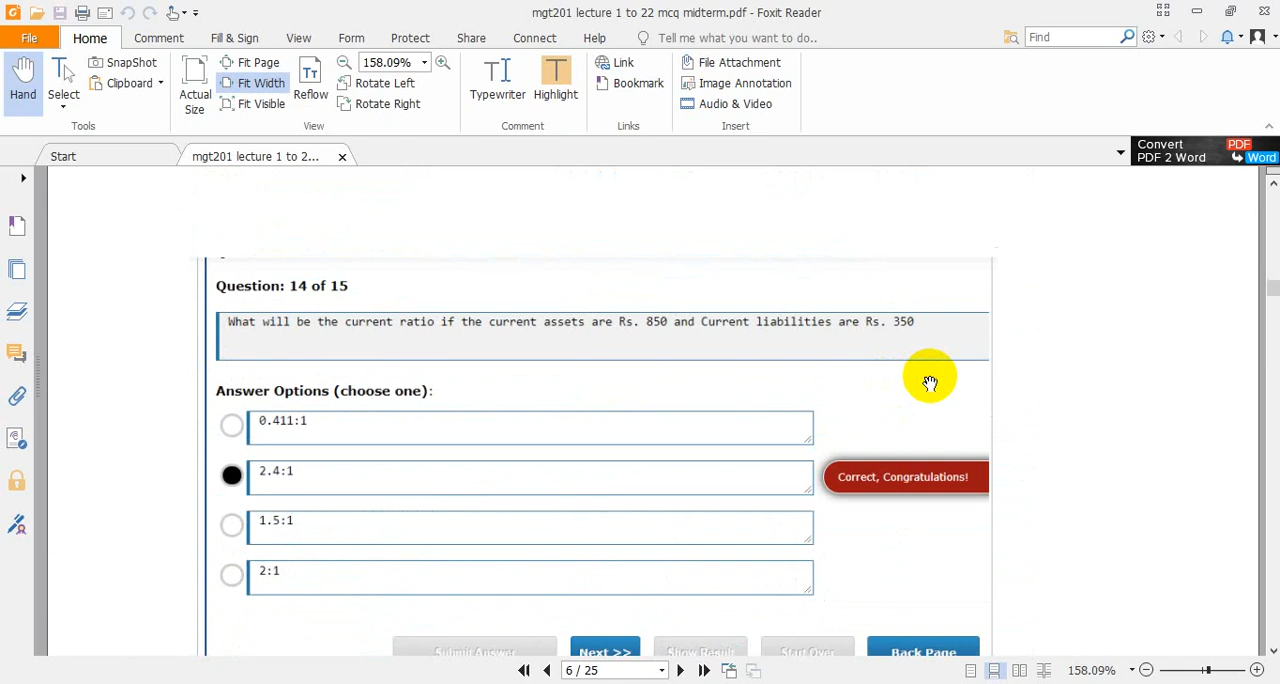 mgt201 lecture 1 to 22 mcq midterm.pdf - Foxit Reader
File Home Comment Fill & Sign View Form Protect Share Connect Help Tell me what you want to do.. Find
Hand
Select
SnapShot
Clipboard
Tools
Actual Size
Fit Page
Fit Width
Fit Visible
Reflow
158.09%
Rotate Left
Rotate Right
View
Typewriter
Highlight
Comment
Link
Bookmark
Links
File Attachment
Image Annotation
Audio & Video
Insert
Start
mgt201 lecture 1 to 2...
Convert PDF
PDF 2 Word Word
Question: 14 of 15
What will be the current ratio if the current assets are Rs. 850 and Current liabilities are Rs. 350
Answer Options (choose one):
0.411:1
2.4:1
Correct, Congratulations!
1.5:1
2:1
Submit Answer Next >> Show Result Start Over Back Page
6 / 25
158.09%